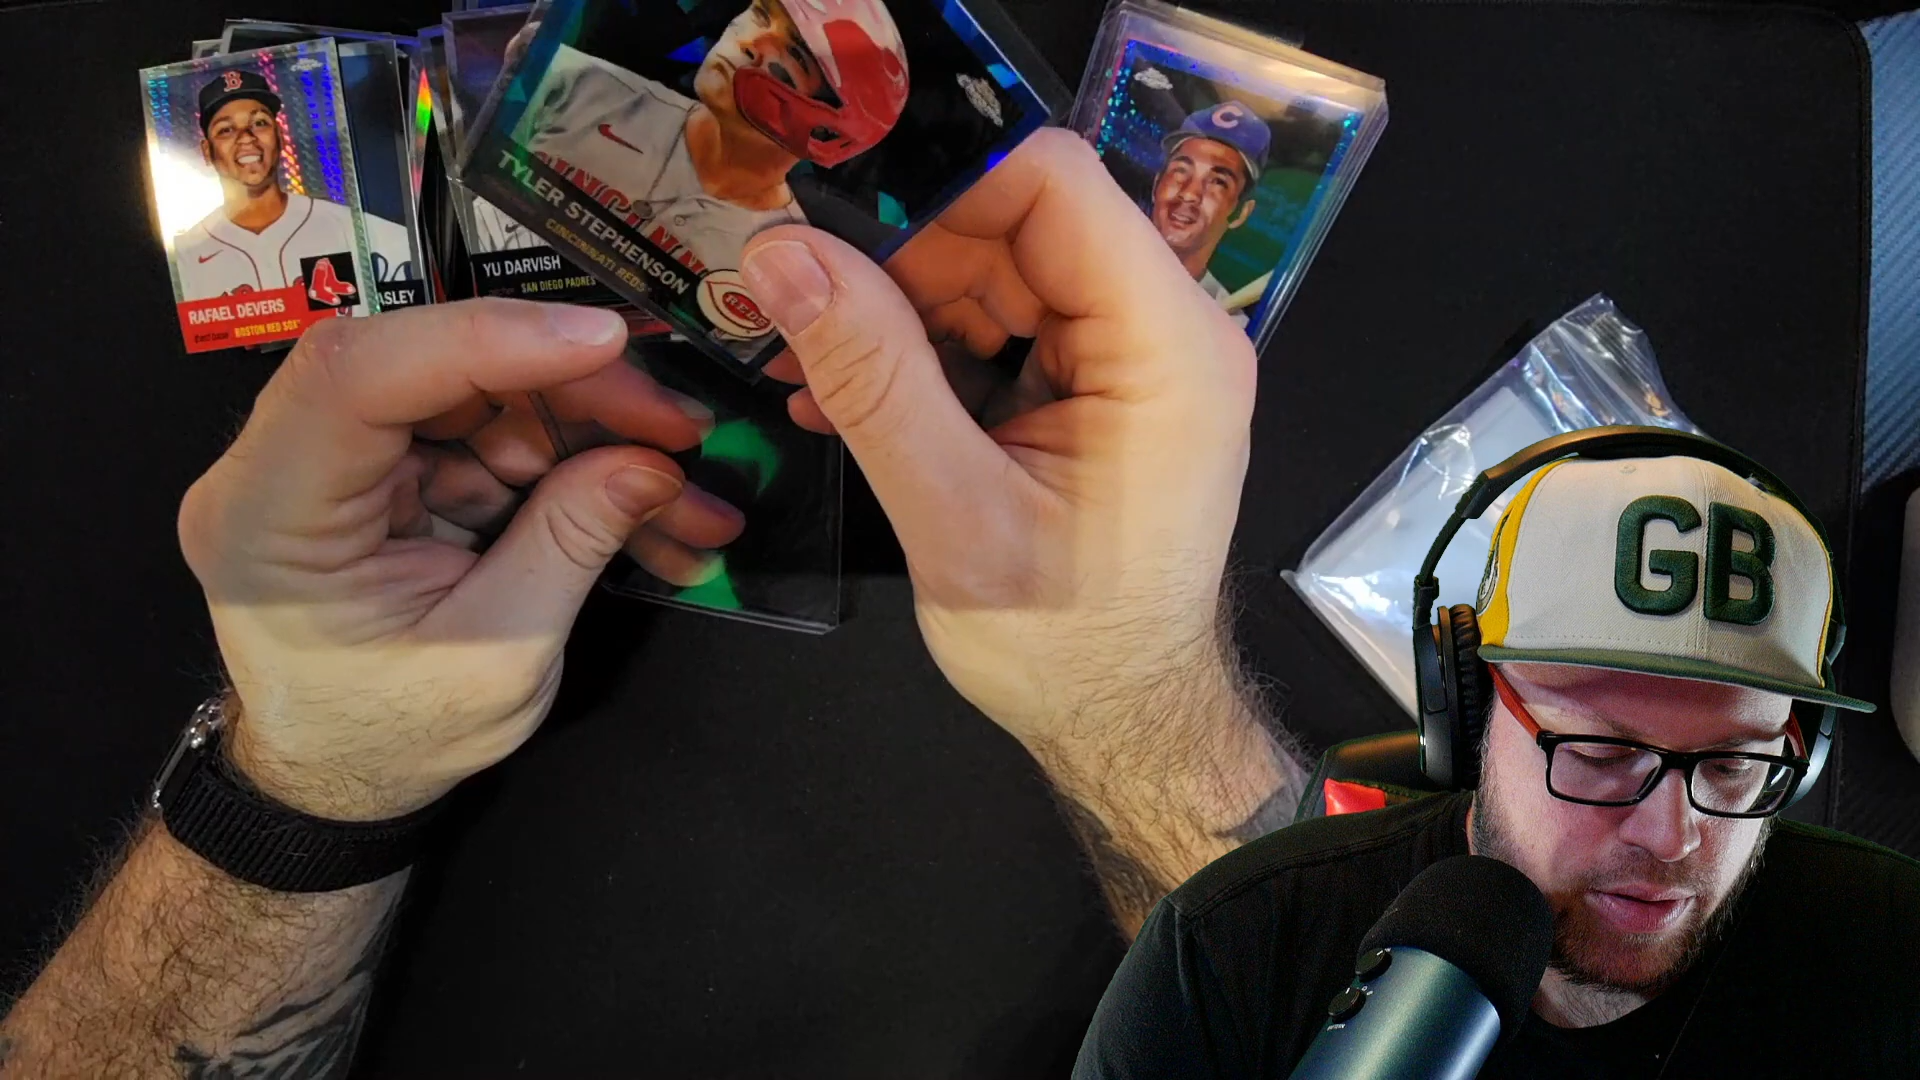 B
RAFAEL DEVERS
BOSTON RED SOX
ASLEY
YU DARVISH
SAN DIEGO PADRES
TYLER STEPHENSON
CINCINNATI REDS
REDS
C
GB